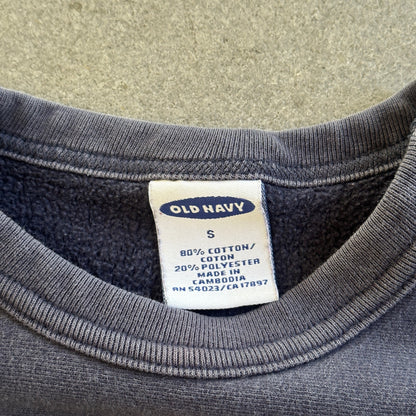 OLD NAVY
S
80% COTTON/
COTON
20% POLYESTER
MADE IN
CAMBODIA
RN 54023/CA17897